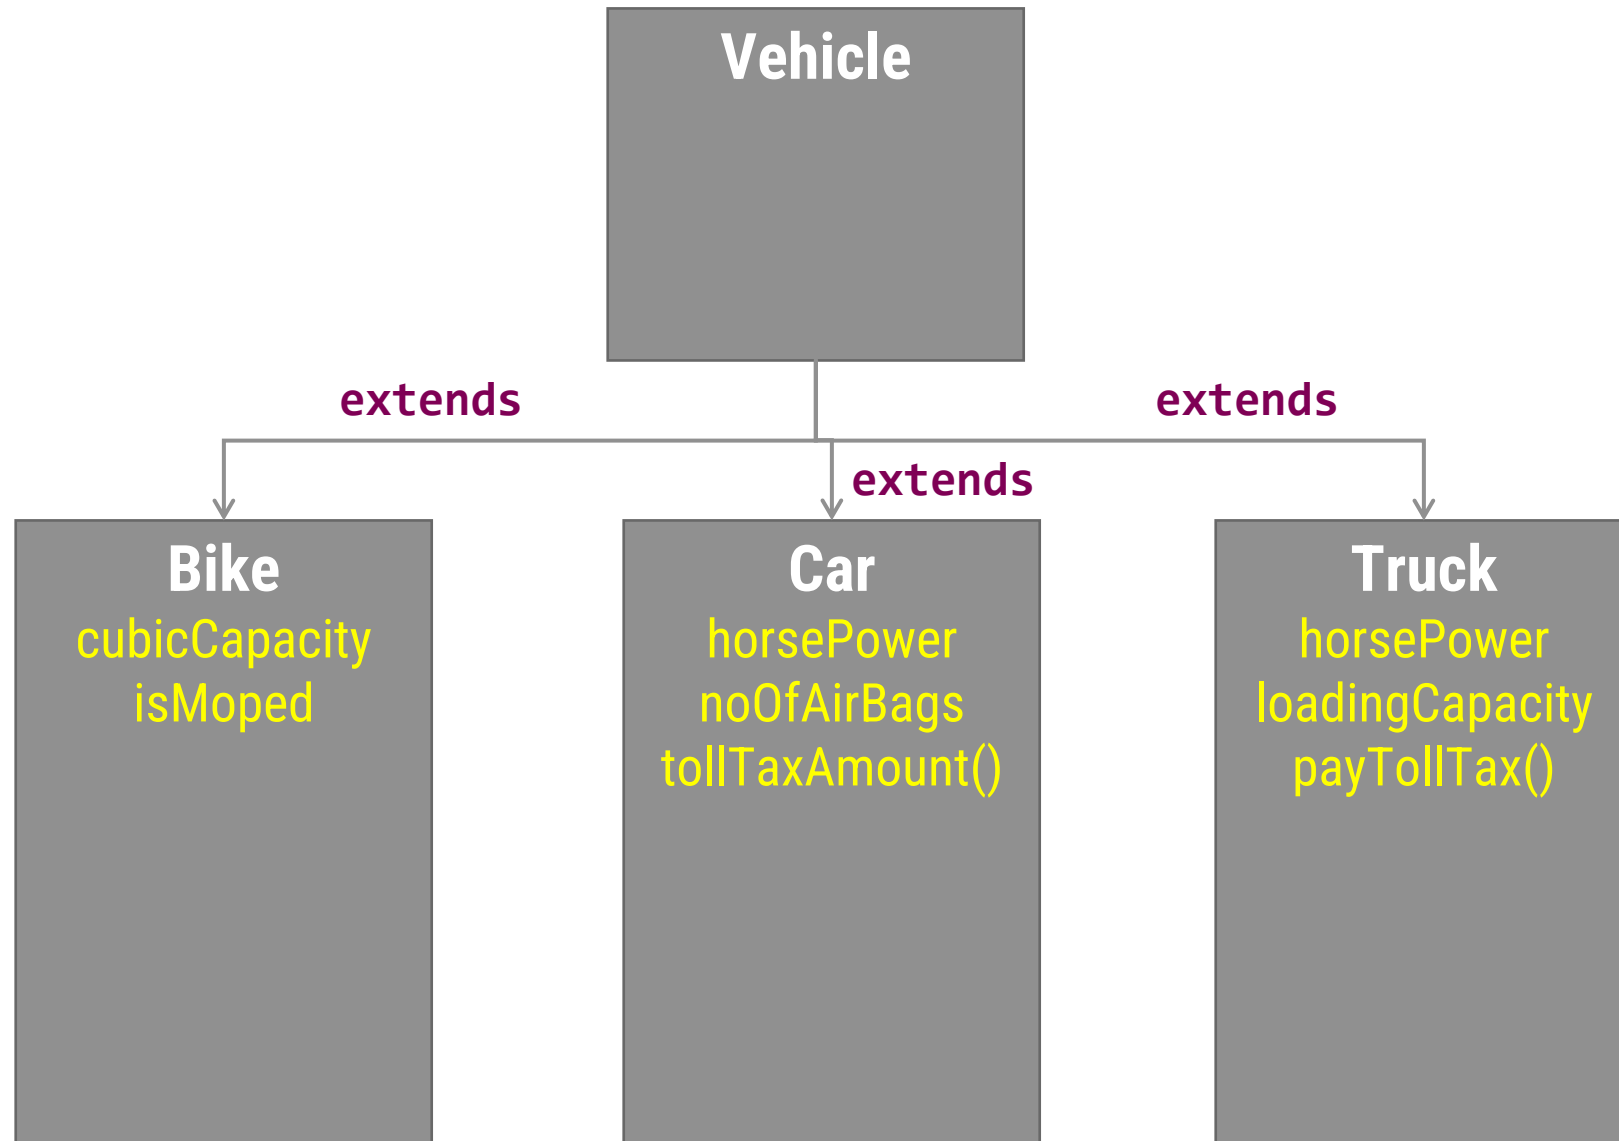 Vehicle
extends
extends
extends
Bike
cubicCapacity
isMoped
Car
horsePower
noOfAirBags
tollTaxAmount()
Truck
horsePower
loadingCapacity
payTollTax()